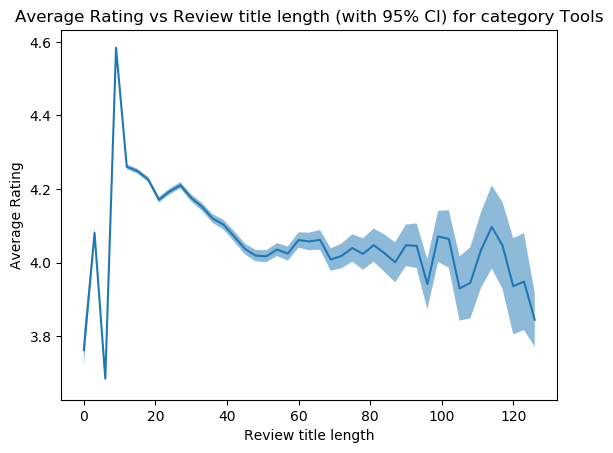 Average Rating vs Review title length (with 95% CI) for category Tools
4.6
4.4
4.2
4.0
3.8
Average Rating
0 20 40 60 80 100 120
Review title length